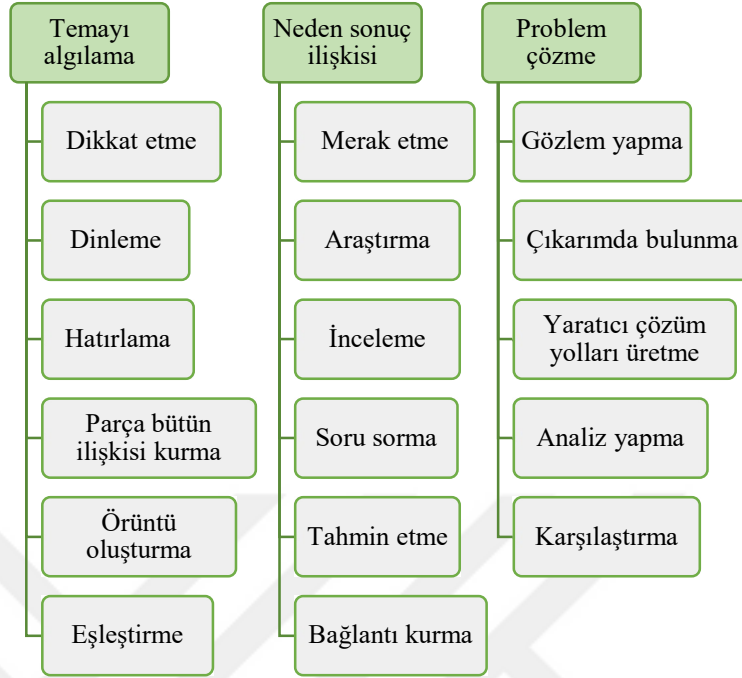 Temayı
algılama
Dikkat etme
Dinleme
Hatırlama
Parça bütün
ilişkisi kurma
Örüntü
oluşturma
Eşleştirme
Neden sonuç
ilişkisi
Merak etme
Araştırma
İnceleme
Soru sorma
Tahmin etme
Bağlantı kurma
Problem
çözme
Gözlem yapma
Çıkarımda bulunma
Yaratıcı çözüm
yolları üretme
Analiz yapma
Karşılaştırma